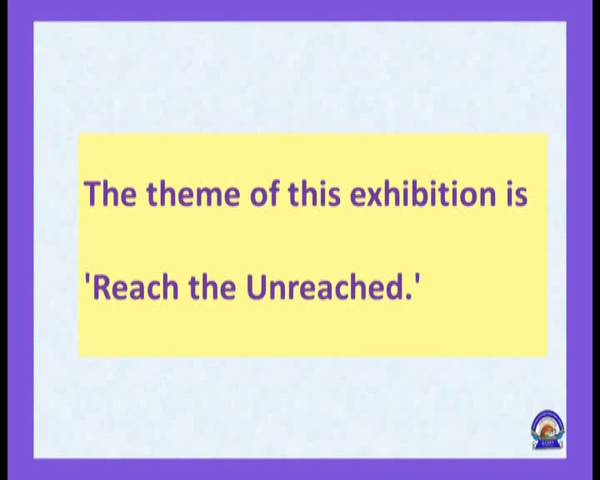 The theme of this exhibition is
'Reach the Unreached.'